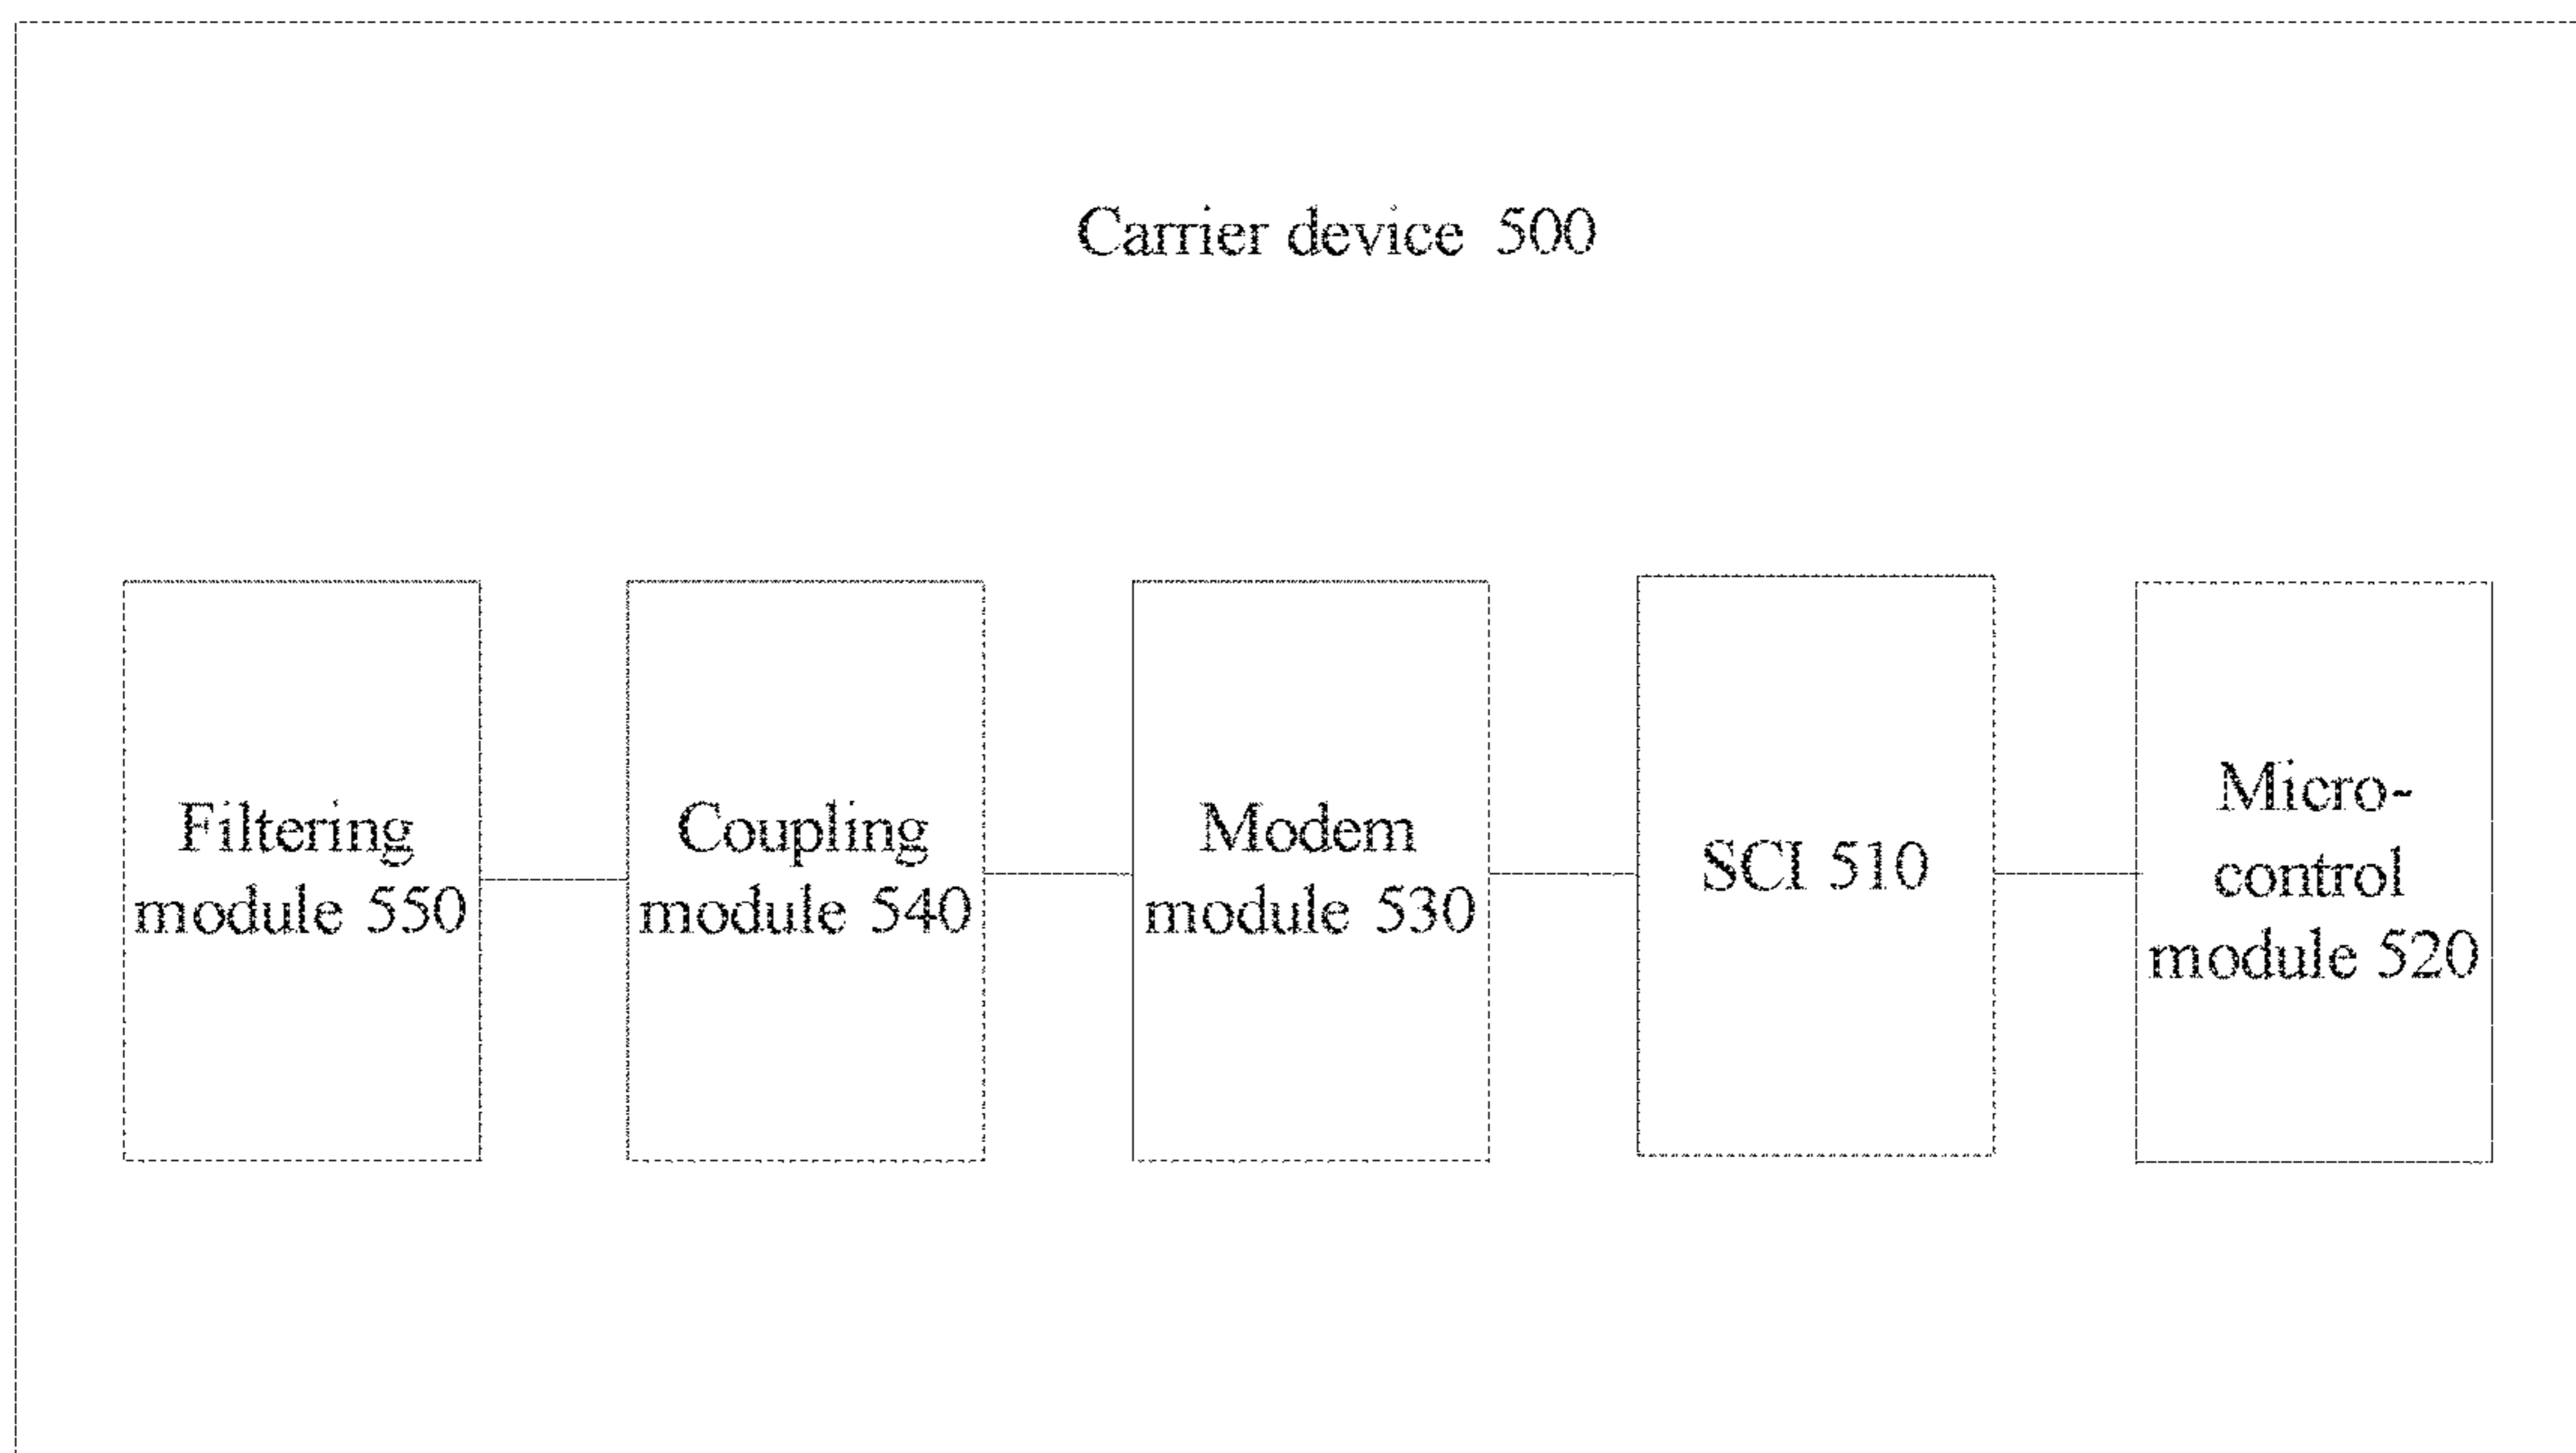 Carrier device 500
Filtering
module 550
Coupling
module 540
Modem
module 530
SCI 510
Micro-
control
module 520